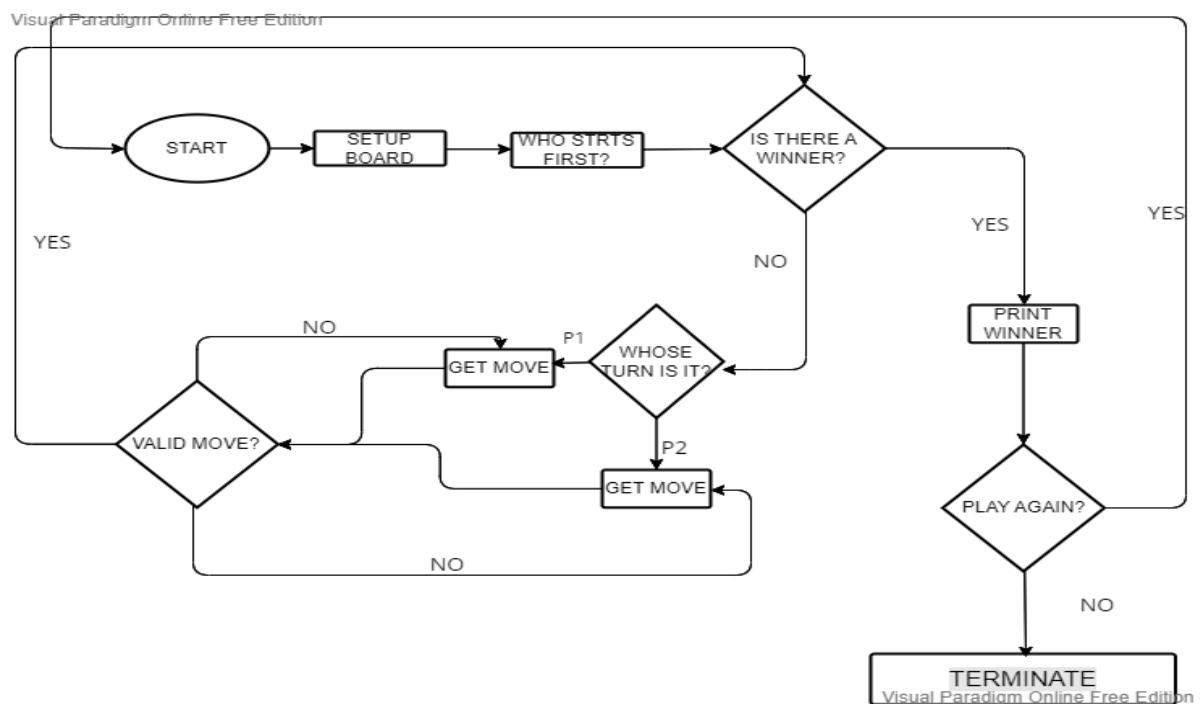 Visual Paradigm Online Free Edition
START
SETUP
BOARD
WHO STRTS
FIRST?
IS THERE A
WINNER?
YES
YES
YES
NO
PRINT
WINNER
NO
P1
WHOSE
TURN IS IT?
GET MOVE
VALID MOVE?
P2
GET MOVE
PLAY AGAIN?
NO
NO
TERMINATE
Visual Paradigm Online Free Edition